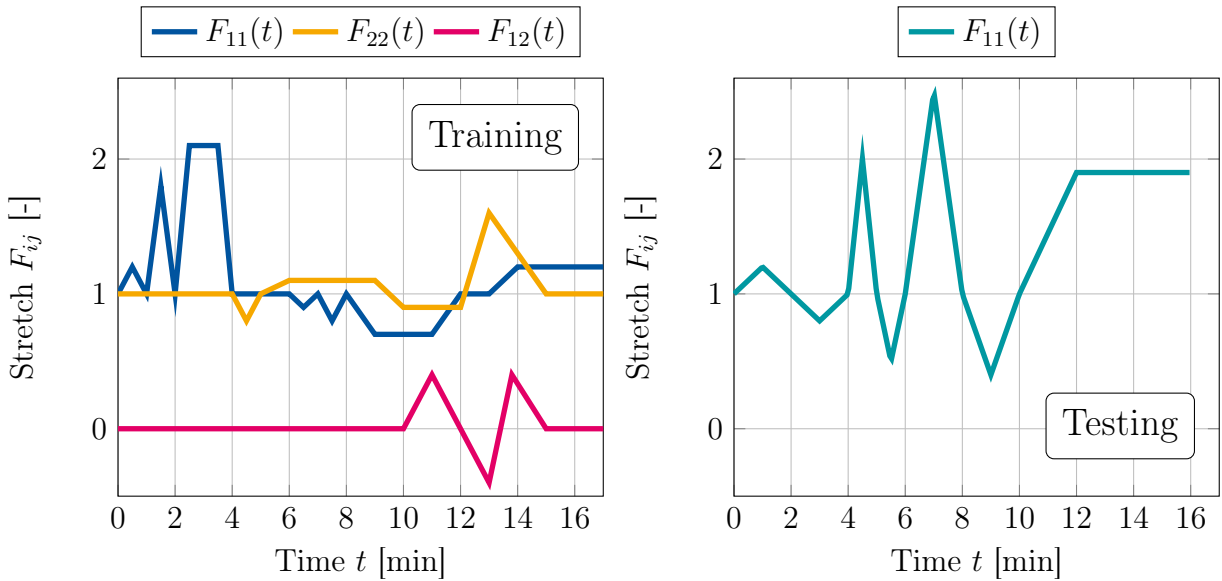 F₁₁(t) F₂₂(t) F₁₂(t)
Training
2
1
0
0 2 4 6 8 10 12 14 16
Time t [min]
Stretch Fᵢⱼ [-]
F₁₁(t)
2
1
0
Testing
0 2 4 6 8 10 12 14 16
Time t [min]
Stretch Fᵢⱼ [-]